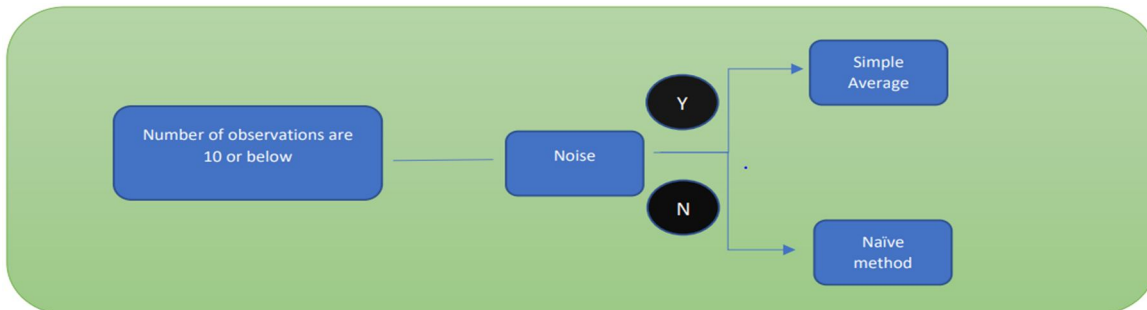 Number of observations are
10 or below
Noise
Y
N
Simple
Average
Naïve
method